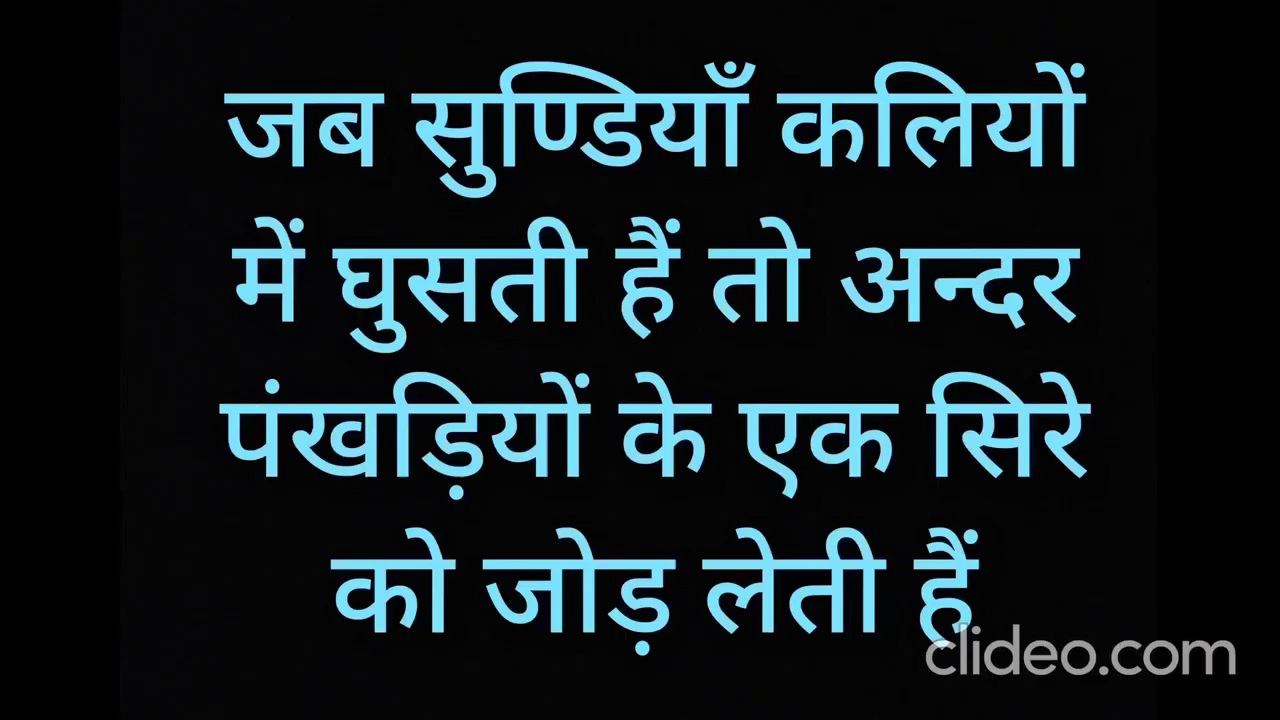 जब सुण्डियाँ कलियों
में घुसती हैं तो अन्दर
पंखड़ियों के एक सिरे
को जोड़ लेती हैं
clideo.com